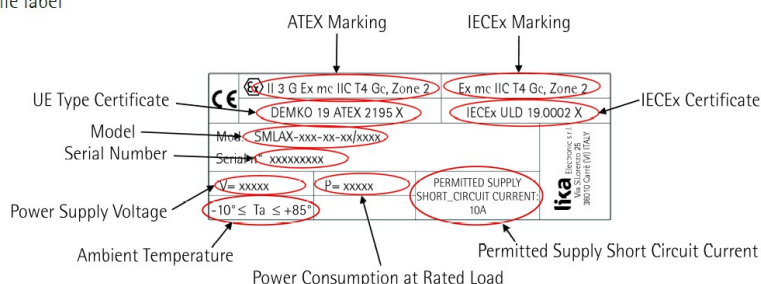 ATEX Marking
IECEx Marking
CE Ex II 3 G Ex mc IIC T4 Gc, Zone 2
Ex mc IIC T4 Gc, Zone 2
UE Type Certificate
DEMKO 19 ATEX 2195 X
IECEx ULD 19.0002 X
IECEx Certificate
Model
Mod. SMLAX-xxx-xx-xx/xxxx
Serial Number
Serial n° xxxxxxxxx
lika Electronic s.r.l.
Via S.Lorenzo 25
36010 Carrè (VI) ITALY
V= xxxxx
P= xxxxx
PERMITTED SUPPLY
SHORT_CIRCUIT CURRENT:
10A
Power Supply Voltage
-10°≤ Ta ≤ +85°
Ambient Temperature
Permitted Supply Short Circuit Current
Power Consumption at Rated Load